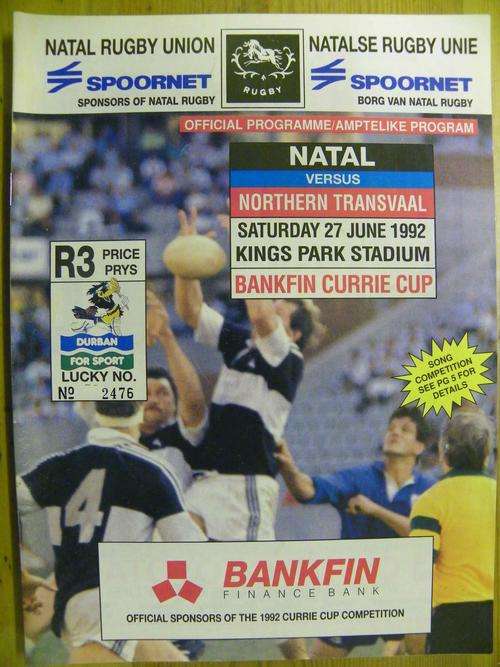 NATAL RUGBY UNION
NATALSE RUGBY UNIE
SPOORNET
SPONSORS OF NATAL RUGBY
RUGBY
SPOORNET
BORG VAN NATAL RUGBY
OFFICIAL PROGRAMME/AMPTELIKE PROGRAM
NATAL
VERSUS
NORTHERN TRANSVAAL
SATURDAY 27 JUNE 1992
KINGS PARK STADIUM
BANKFIN CURRIE CUP
R3 PRICE
PRYS
DURBAN
FOR SPORT
LUCKY NO.
Nº 2476
SONG
COMPETITION
SEE PG 5 FOR
DETAILS
4
BANKFIN
FINANCE BANK
OFFICIAL SPONSORS OF THE 1992 CURRIE CUP COMPETITION